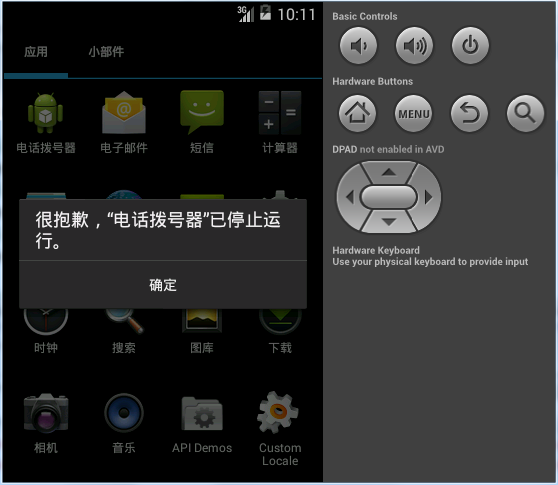 3G 10:11
应用 小部件
电话拨号器 电子邮件 短信 计算器
很抱歉，“电话拨号器”已停止运
行。
确定
时钟 搜索 图库 下载
相机 音乐 API Demos Custom
Locale
Basic Controls
Hardware Buttons
MENU
DPAD not enabled in AVD
Hardware Keyboard
Use your physical keyboard to provide input